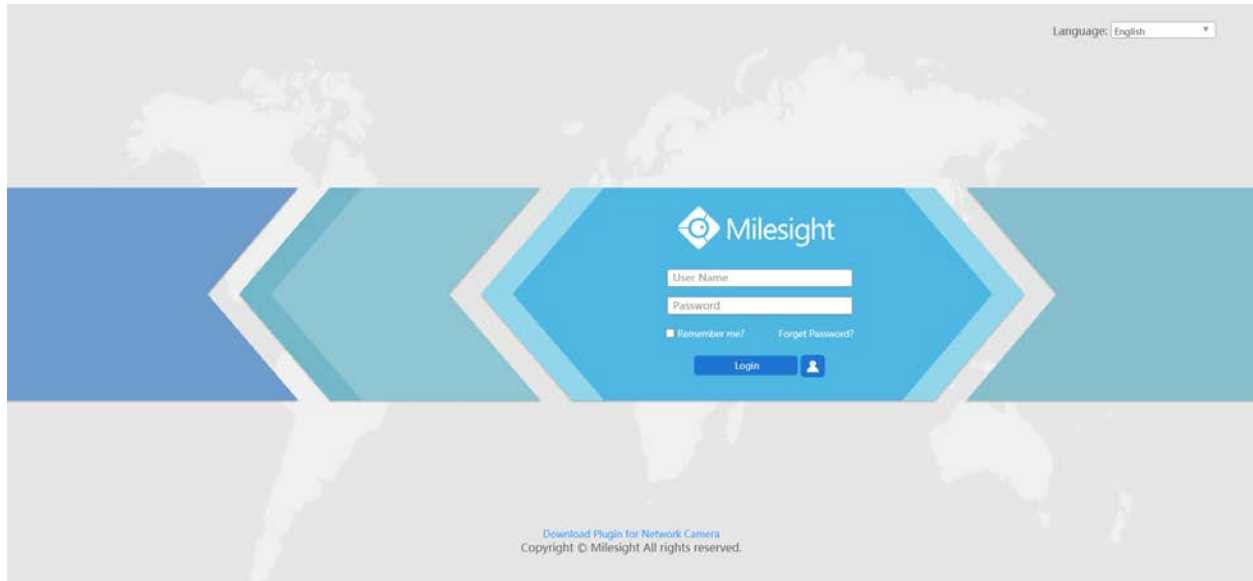 Language: English
Milesight
User Name
Password
Remember me? Forget Password?
Login
Download Plugin for Network Camera
Copyright © Milesight All rights reserved.